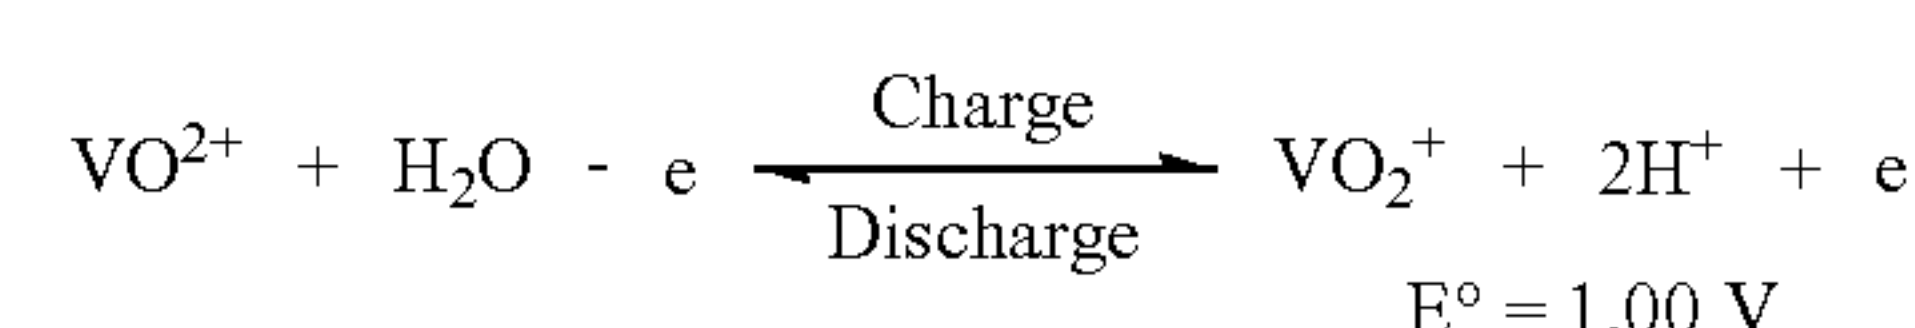 Charge
VO²⁺ + H₂O - e ⇌ VO₂⁺ + 2H⁺ + e
Discharge
E° = 1.00 V